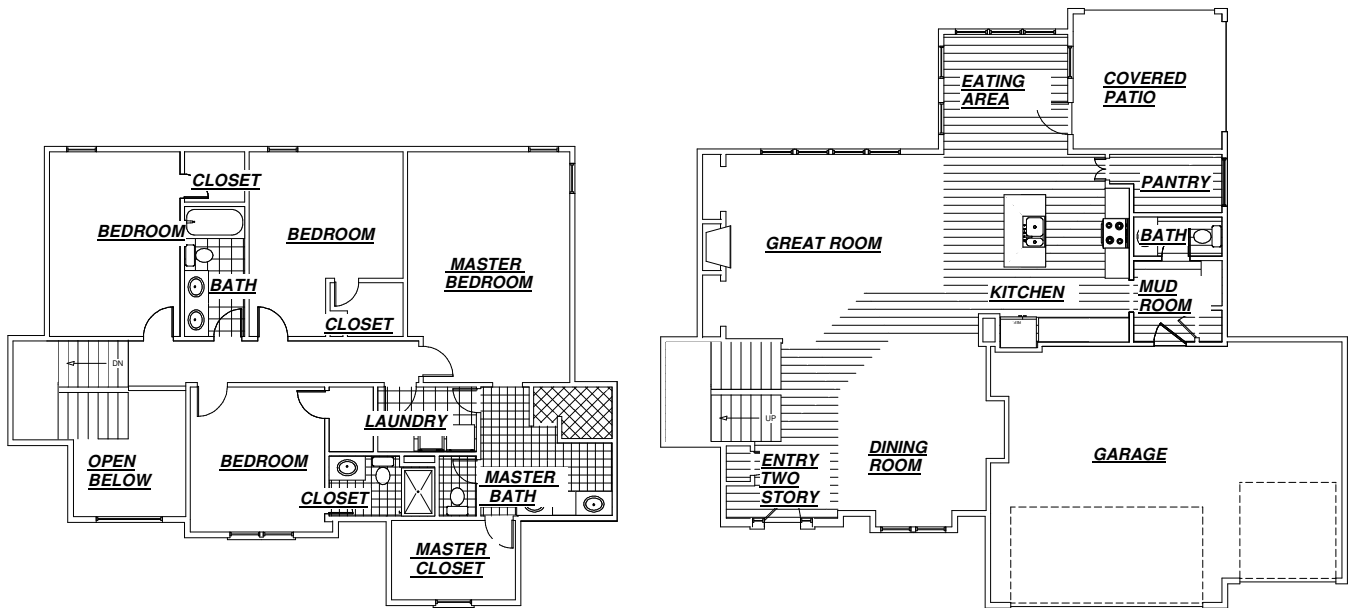 CLOSET
BEDROOM
BEDROOM
MASTER
BEDROOM
BATH
CLOSET
DN
LAUNDRY
OPEN
BELOW
BEDROOM
CLOSET
MASTER
BATH
MASTER
CLOSET
EATING
AREA
COVERED
PATIO
PANTRY
GREAT ROOM
BATH
KITCHEN
MUD
ROOM
REF
UP
ENTRY
TWO
STORY
DINING
ROOM
GARAGE